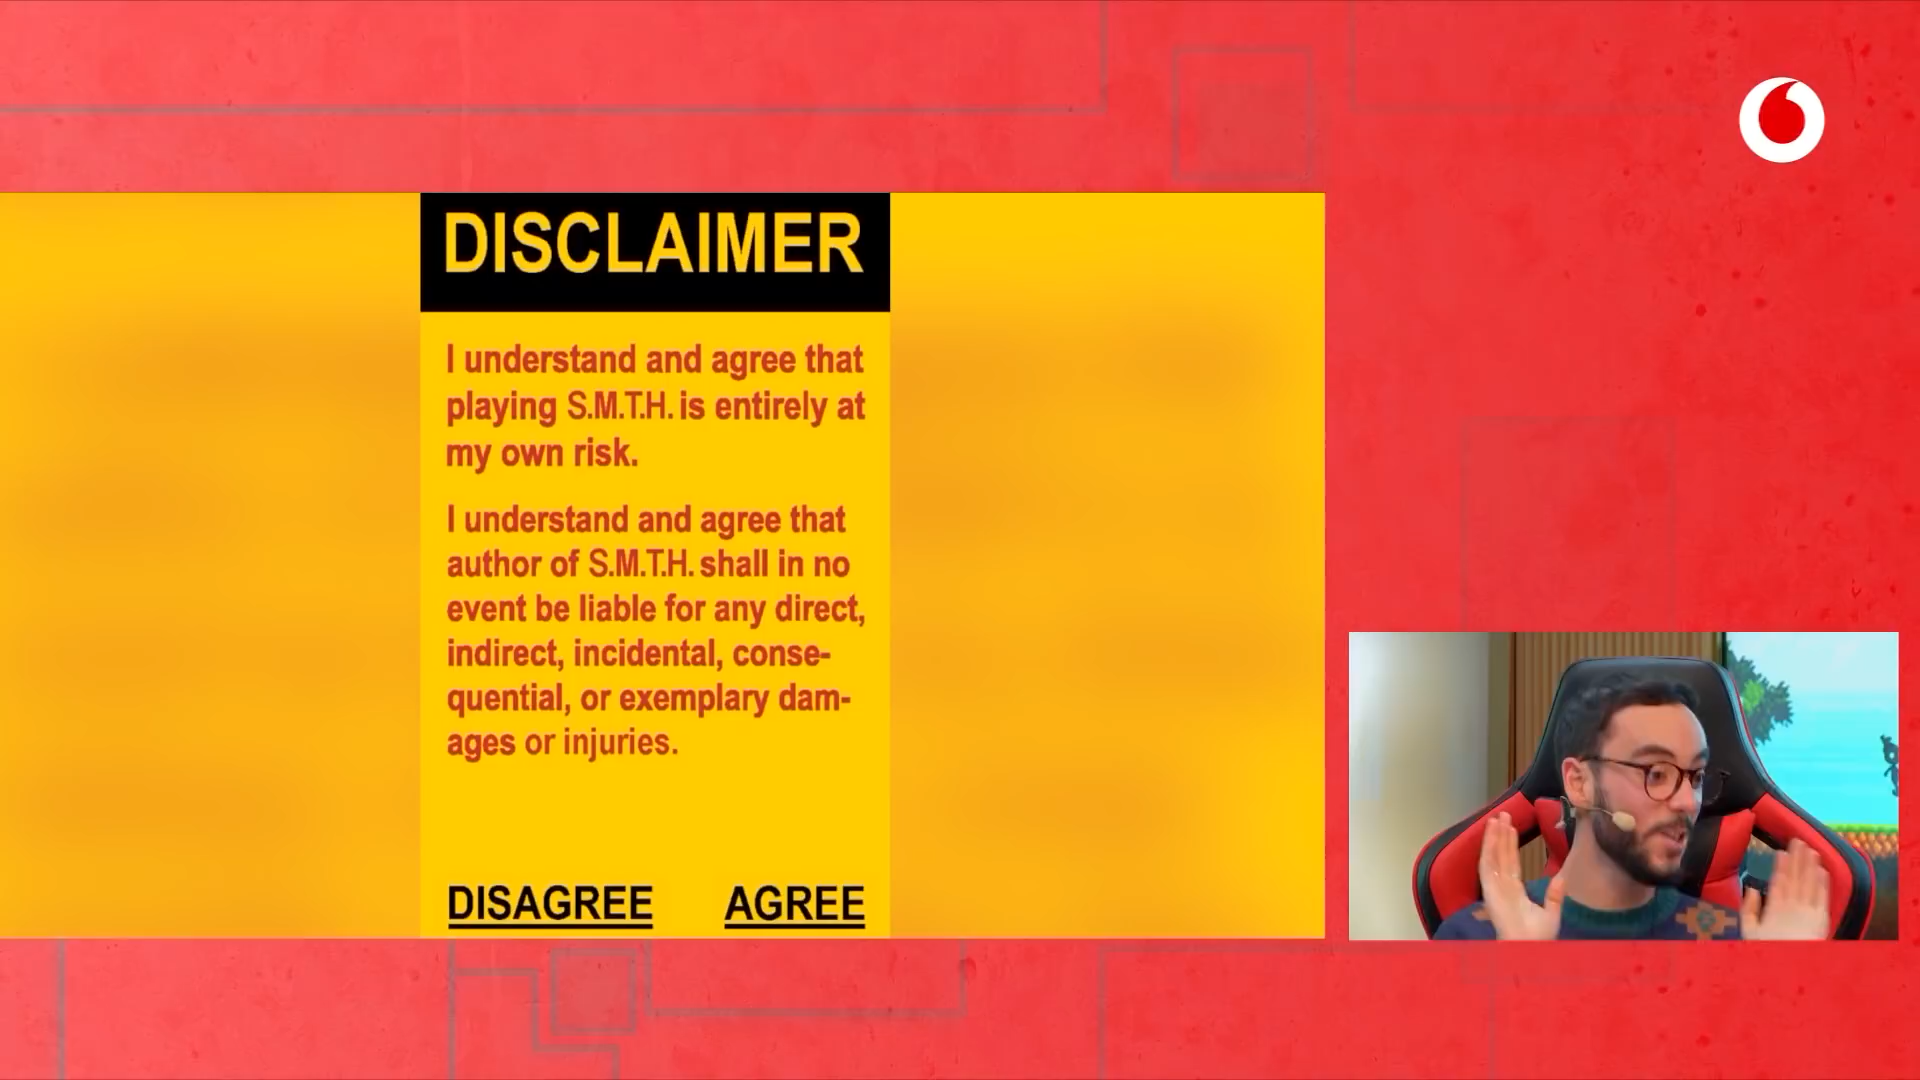 DISCLAIMER
I understand and agree that
playing S.M.T.H. is entirely at
my own risk.
I understand and agree that
author of S.M.T.H. shall in no
event be liable for any direct,
indirect, incidental, conse-
quential, or exemplary dam-
ages or injuries.
DISAGREE AGREE